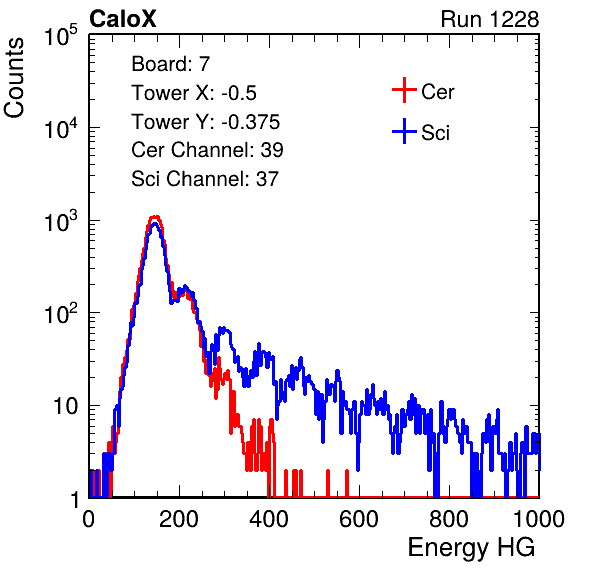 CaloX Run 1228
Counts
10^5
10^4
10^3
10^2
10
1
Board: 7
Tower X: -0.5
Tower Y: -0.375
Cer Channel: 39
Sci Channel: 37
Cer
Sci
0 200 400 600 800 1000
Energy HG